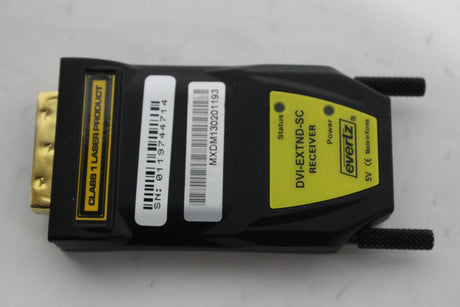 CLASS 1 LASER PRODUCT
SN: 0119744714
MXDM130201193
Status
Power
DVI-EXTND-SC
RECEIVER
evertz®
5V CE Made in Korea